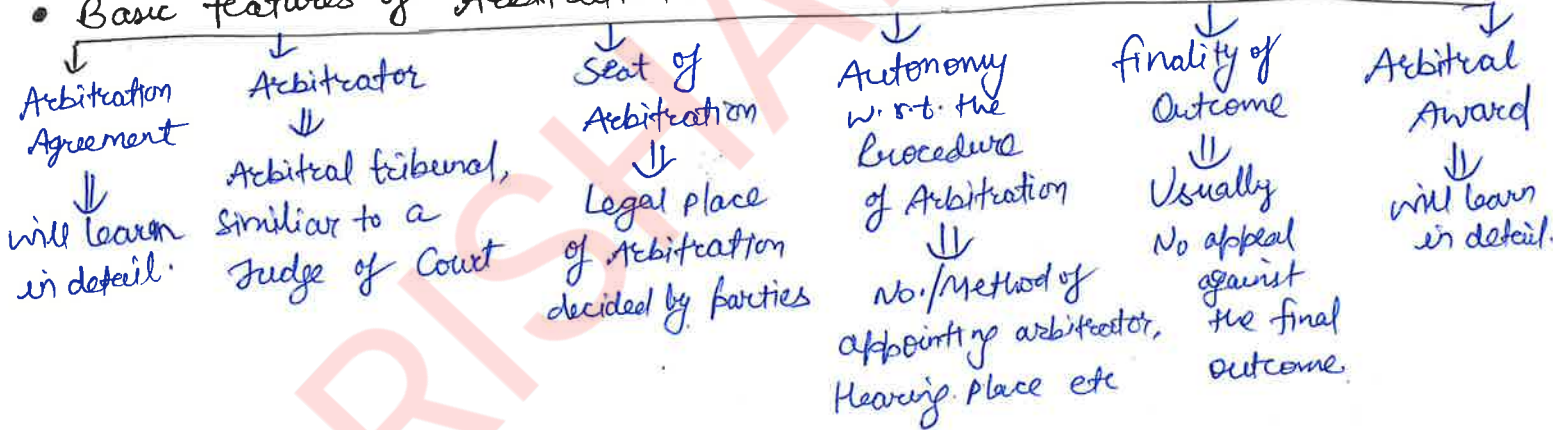 • Basic features of Arbitration
Arbitration
Agreement
will learn
in detail.
Arbitrator
Arbitral tribunal,
Similiar to a
Judge of Court
Seat of
Arbitration
Legal place
of Arbitration
decided by parties
Autonomy
w.r.t. the
Procedure
of Arbitration
No./Method of
appointing arbitrator,
Hearing. Place etc
finality of
Outcome
Usually
No appeal
against
the final
outcome.
Arbitral
Award
will learn
in detail.
RISHA